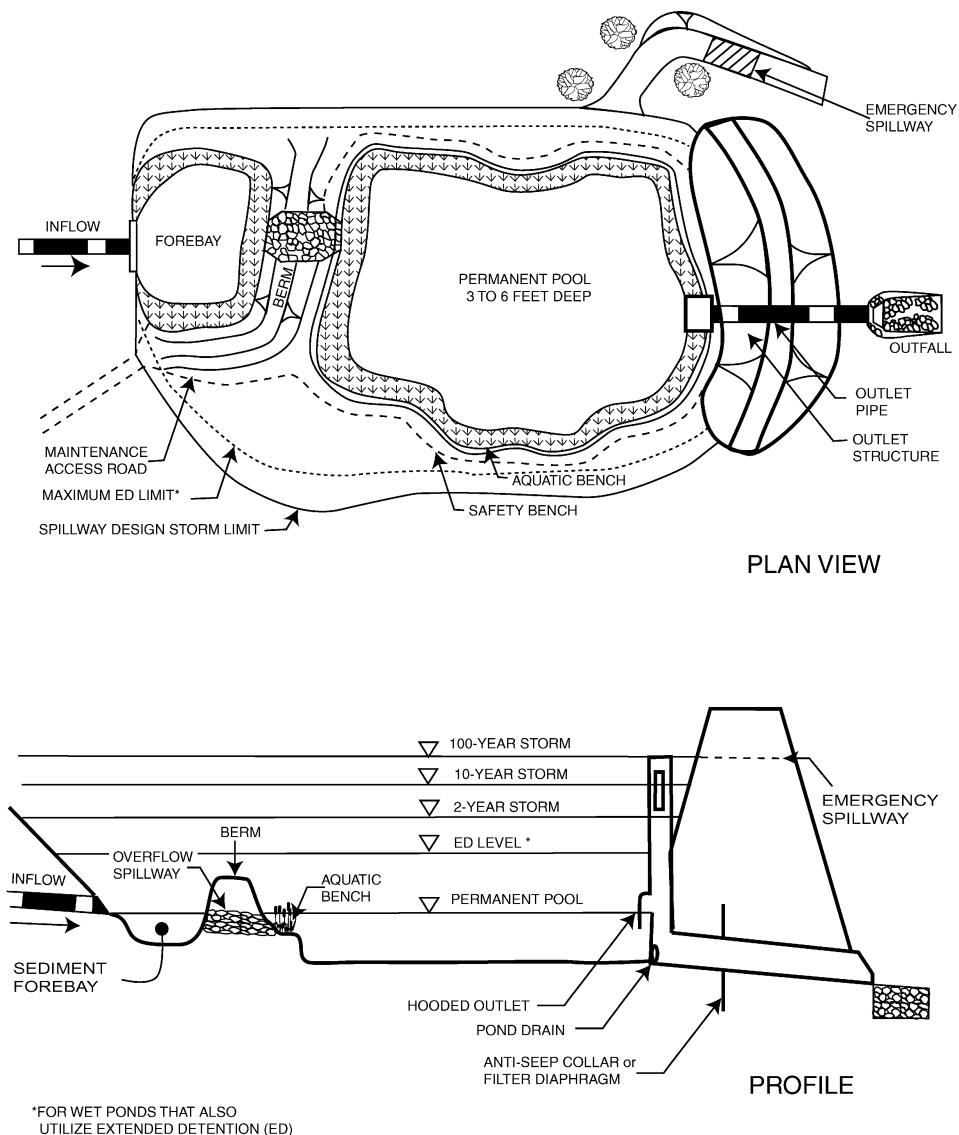 EMERGENCY
SPILLWAY
INFLOW
FOREBAY
BERM
PERMANENT POOL
3 TO 6 FEET DEEP
OUTFALL
OUTLET
PIPE
OUTLET
STRUCTURE
MAINTENANCE
ACCESS ROAD
MAXIMUM ED LIMIT*
SPILLWAY DESIGN STORM LIMIT
AQUATIC BENCH
SAFETY BENCH
PLAN VIEW
100-YEAR STORM
10-YEAR STORM
2-YEAR STORM
ED LEVEL *
PERMANENT POOL
EMERGENCY
SPILLWAY
BERM
OVERFLOW
SPILLWAY
AQUATIC
BENCH
INFLOW
SEDIMENT
FOREBAY
HOODED OUTLET
POND DRAIN
ANTI-SEEP COLLAR or
FILTER DIAPHRAGM
PROFILE
*FOR WET PONDS THAT ALSO
UTILIZE EXTENDED DETENTION (ED)